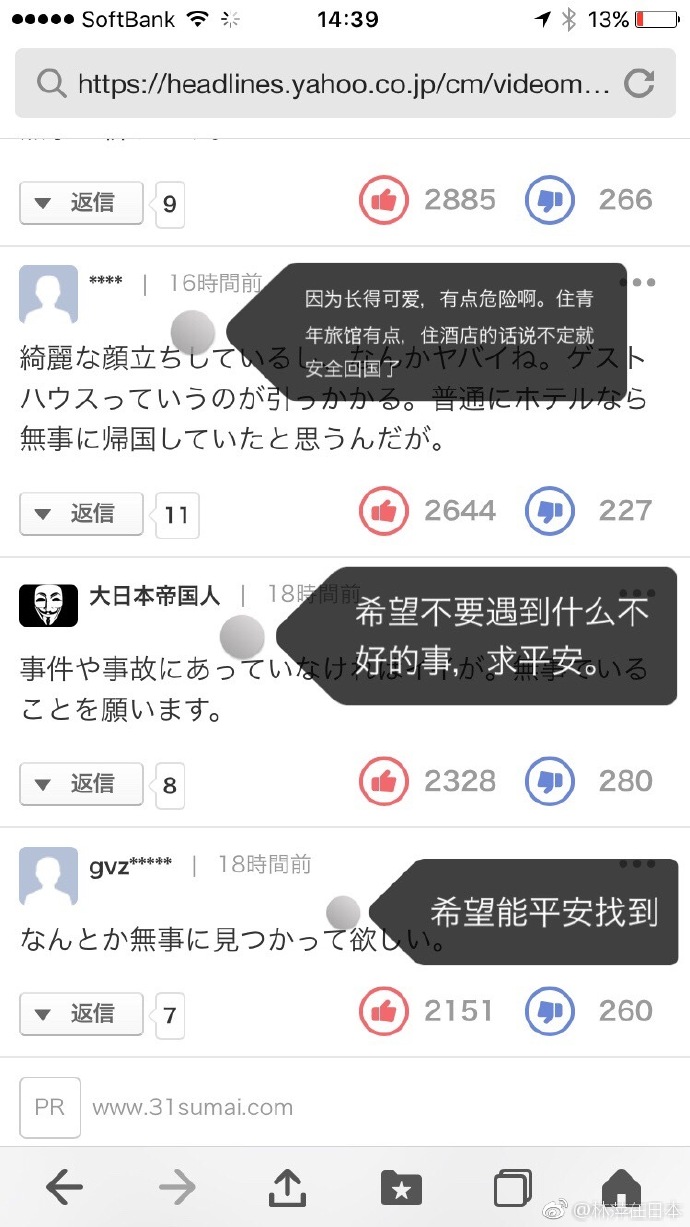 ●●●●● SoftBank 14:39 13%
https://headlines.yahoo.co.jp/cm/videom...
返信 9 2885 266
**** | 16時間前
因为长得可爱，有点危险啊。住青
年旅馆有点，住酒店的话说不定就
安全回国了
綺麗な顔立ちしているし、なんかヤバイね。ゲスト
ハウスっていうのが引っかかる。普通にホテルなら
無事に帰国していたと思うんだが。
返信 11 2644 227
大日本帝国人 | 18時間前
希望不要遇到什么不
好的事，求平安。
事件や事故にあっていなければイイが。無事でいる
ことを願います。
返信 8 2328 280
gvz***** | 18時間前
希望能平安找到
なんとか無事に見つかって欲しい。
返信 7 2151 260
PR www.31sumai.com
@林萍在日本